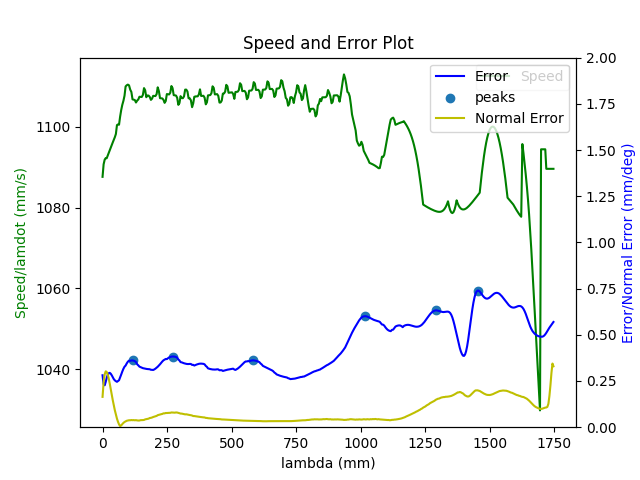 Speed and Error Plot
Speed/lamdot (mm/s)
1100
1080
1060
1040
Error
peaks
Normal Error
Speed
2.00
1.75
1.50
1.25
1.00
0.75
0.50
0.25
0.00
Error/Normal Error (mm/deg)
0
250
500
750
1000
1250
1500
1750
lambda (mm)